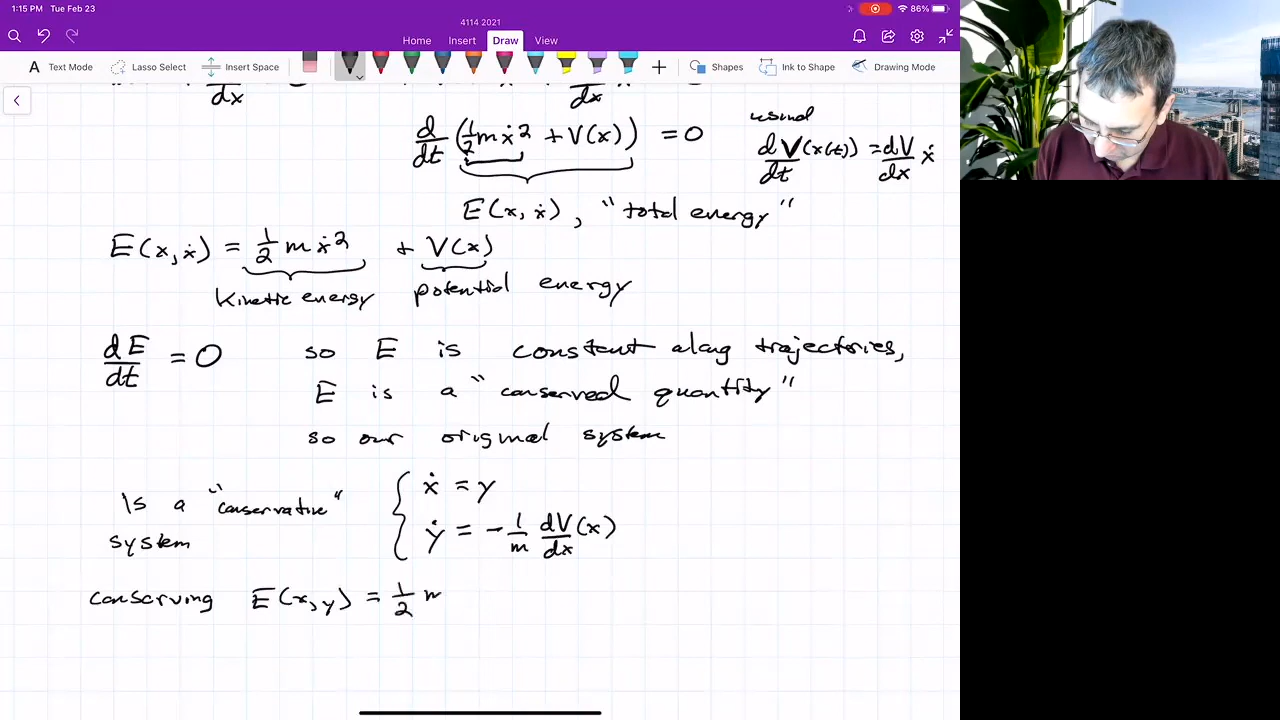 1:15 PM Tue Feb 23
86%
4114 2021
Home Insert Draw View
Text Mode Lasso Select Insert Space Shapes Ink to Shape Drawing Mode
dx dx
d/dt (1/2 mẋ² + V(x)) = 0
usual
dV/dt (x(t)) = dV/dx ẋ
E(x, ẋ), "total energy"
E(x, ẋ) = 1/2 m ẋ² + V(x)
kinetic energy potential energy
dE/dt = 0 so E is constant along trajectories,
E is a "conserved quantity"
so our original system
is a "conservative" system
{ ẋ = y
ẏ = - 1/m dV/dx (x)
conserving E(x,y) = 1/2 m